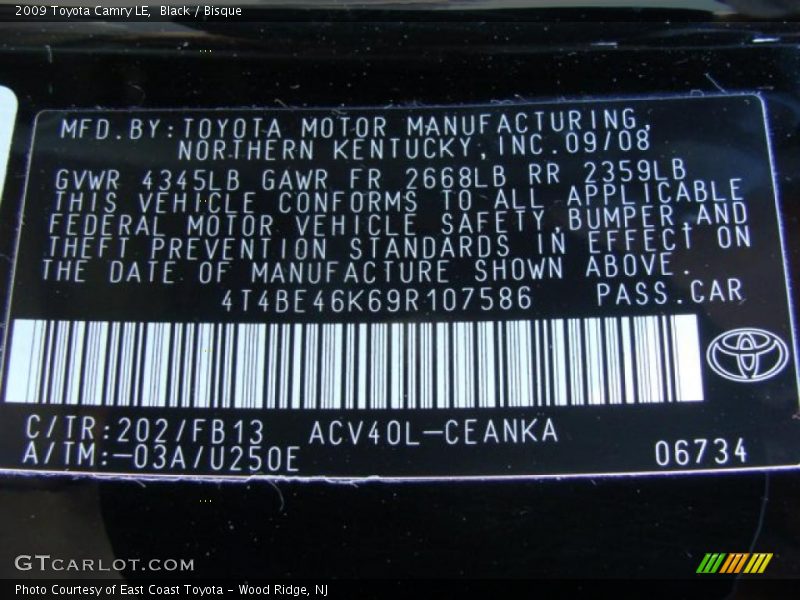 2009 Toyota Camry LE, Black / Bisque
MFD.BY:TOYOTA MOTOR MANUFACTURING,
NORTHERN KENTUCKY,INC.09/08
GVWR 4345LB GAWR FR 2668LB RR 2359LB
THIS VEHICLE CONFORMS TO ALL APPLICABLE
FEDERAL MOTOR VEHICLE SAFETY,BUMPER,AND
THEFT PREVENTION STANDARDS IN EFFECT ON
THE DATE OF MANUFACTURE SHOWN ABOVE.
4T4BE46K69R107586 PASS.CAR
C/TR:202/FB13 ACV40L-CEANKA
A/TM:-03A/U250E 06734
GTCARLOT.COM
Photo Courtesy of East Coast Toyota - Wood Ridge, NJ